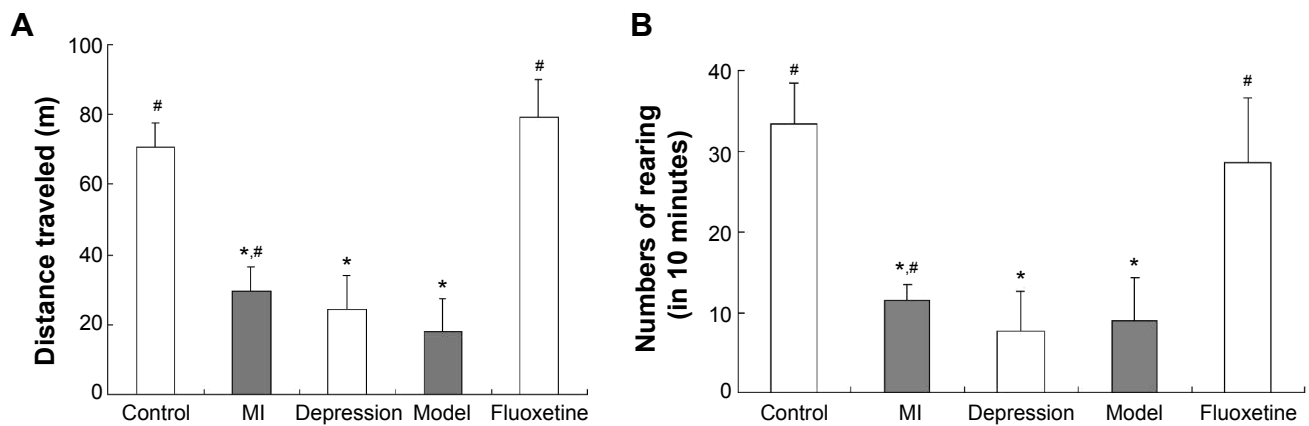 A
Distance traveled (m)
100
80
60
40
20
0
#
*,#
*
*
#
Control
MI
Depression
Model
Fluoxetine
B
Numbers of rearing
(in 10 minutes)
40
30
20
10
0
#
*,#
*
*
#
Control
MI
Depression
Model
Fluoxetine